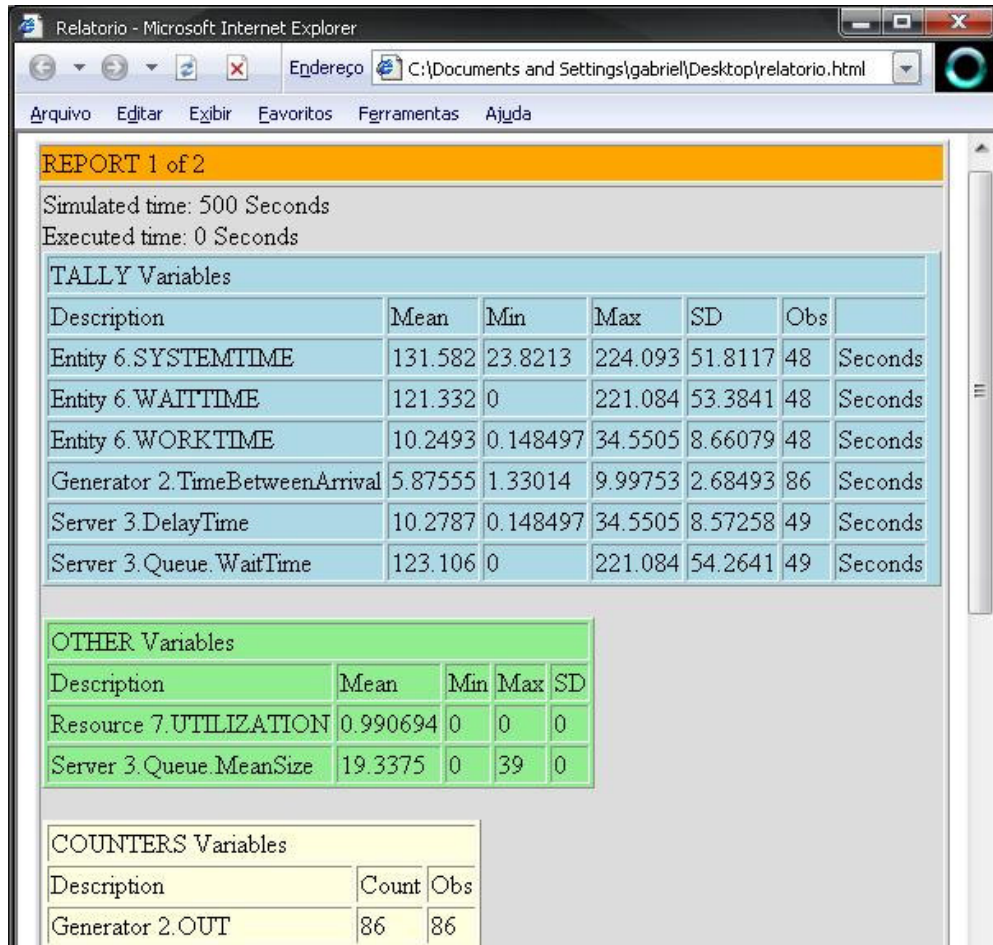 Relatorio - Microsoft Internet Explorer
Endereço C:\Documents and Settings\gabriel\Desktop\relatorio.html
Arquivo Editar Exibir Favoritos Ferramentas Ajuda
REPORT 1 of 2
Simulated time: 500 Seconds
Executed time: 0 Seconds
TALLY Variables
Description Mean Min Max SD Obs
Entity 6.SYSTEMTIME 131.582 23.8213 224.093 51.8117 48 Seconds
Entity 6.WAITTIME 121.332 0 221.084 53.3841 48 Seconds
Entity 6.WORKTIME 10.2493 0.148497 34.5505 8.66079 48 Seconds
Generator 2.TimeBetweenArrival 5.87555 1.33014 9.99753 2.68493 86 Seconds
Server 3.DelayTime 10.2787 0.148497 34.5505 8.57258 49 Seconds
Server 3.Queue.WaitTime 123.106 0 221.084 54.2641 49 Seconds
OTHER Variables
Description Mean Min Max SD
Resource 7.UTILIZATION 0.990694 0 0 0
Server 3.Queue.MeanSize 19.3375 0 39 0
COUNTERS Variables
Description Count Obs
Generator 2.OUT 86 86